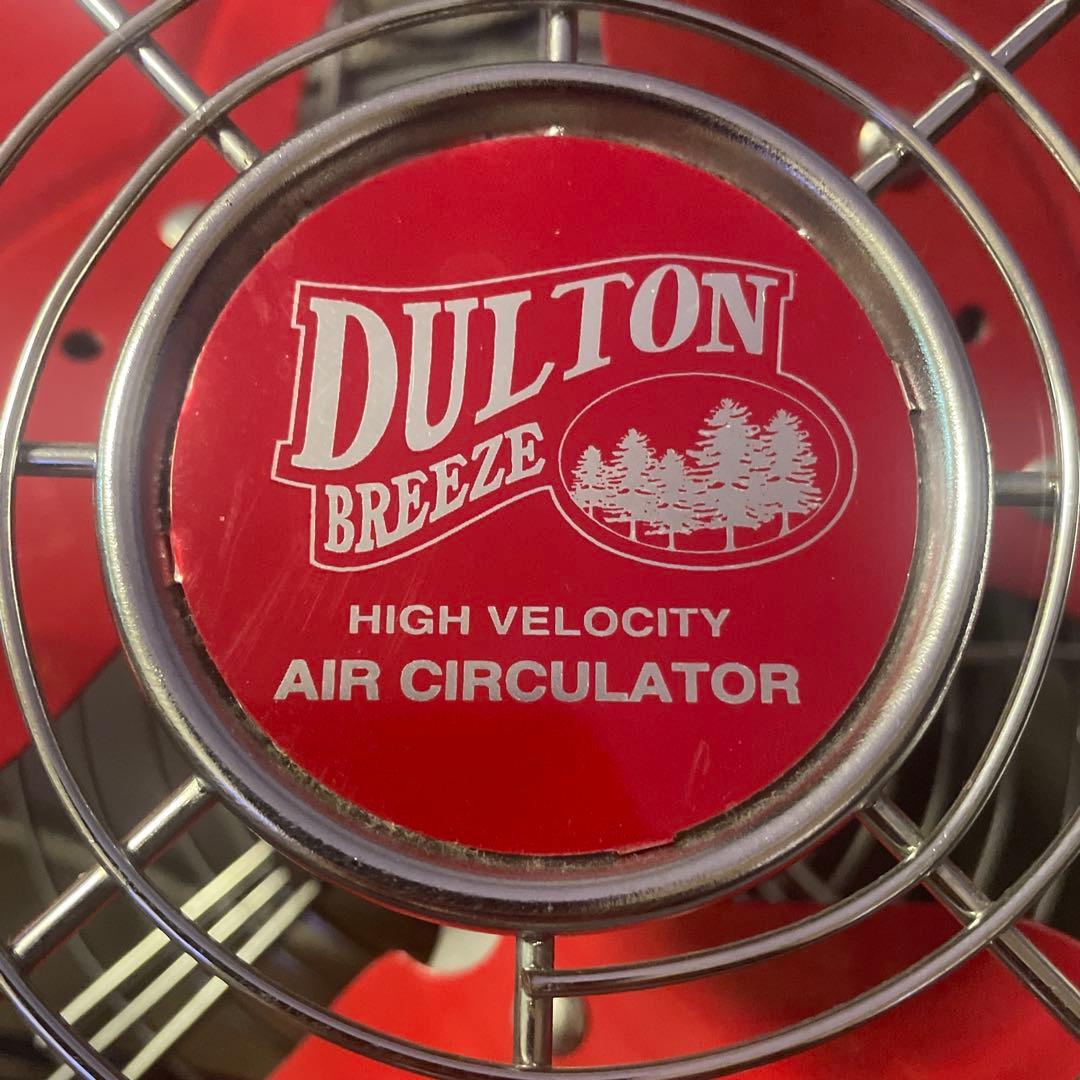 DULTON
BREEZE
HIGH VELOCITY
AIR CIRCULATOR